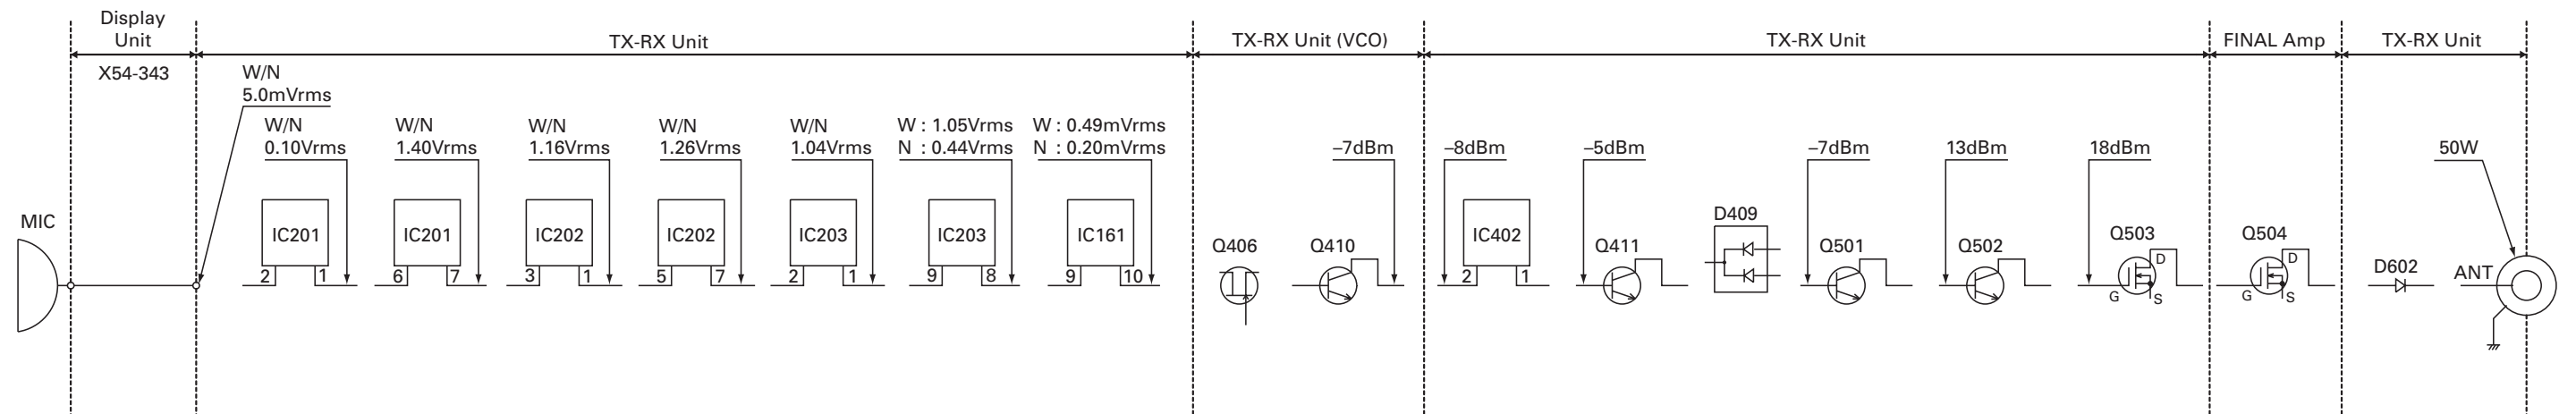 Display
Unit
TX-RX Unit
TX-RX Unit (VCO)
TX-RX Unit
FINAL Amp
TX-RX Unit
X54-343
W/N
5.0mVrms
W/N
0.10Vrms
W/N
1.40Vrms
W/N
1.16Vrms
W/N
1.26Vrms
W/N
1.04Vrms
W : 1.05Vrms
N : 0.44Vrms
W : 0.49mVrms
N : 0.20mVrms
–7dBm
–8dBm
–5dBm
–7dBm
13dBm
18dBm
50W
MIC
IC201
2 1
IC201
6 7
IC202
3 1
IC202
5 7
IC203
2 1
IC203
9 8
IC161
9 10
Q406
Q410
IC402
2 1
Q411
D409
Q501
Q502
Q503
D
G S
Q504
D
G S
D602
ANT